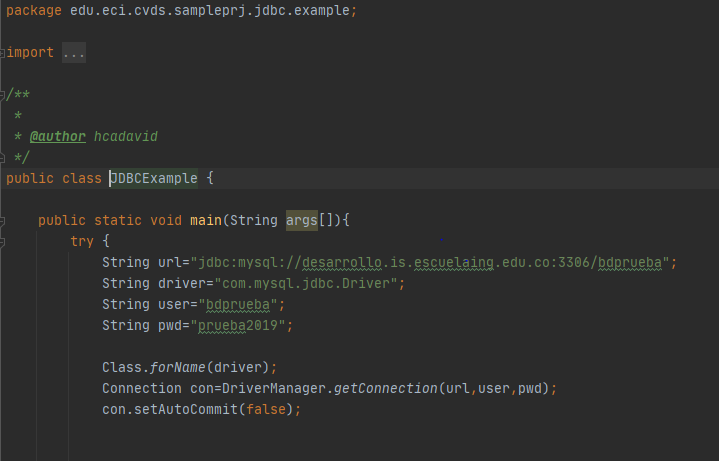 package edu.eci.cvds.sampleprj.jdbc.example;
import ...
/**
*
* @author hcadavid
*/
public class JDBCExample {
public static void main(String args[]){
try {
String url="jdbc:mysql://desarrollo.is.escuelaing.edu.co:3306/bdprueba";
String driver="com.mysql.jdbc.Driver";
String user="bdprueba";
String pwd="prueba2019";
Class.forName(driver);
Connection con=DriverManager.getConnection(url,user,pwd);
con.setAutoCommit(false);